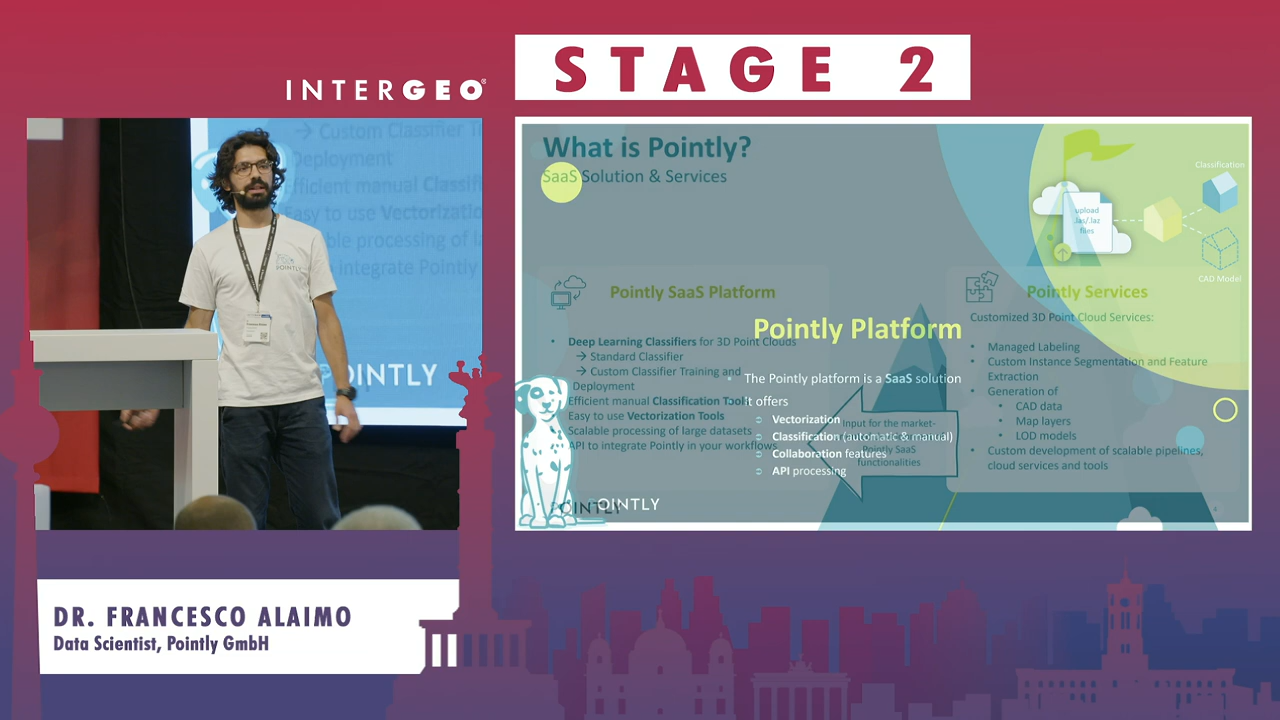 STAGE 2
INTERGEO®
→ Custom Classifier
Deployment
Efficient manual Classif
Easy to use Vectorizatio
ble processing of
integrate Pointly
POINTLY
POINTLY
What is Pointly?
SaaS Solution & Services
Classification
upload
.las/.laz
files
CAD Model
Pointly SaaS Platform
Deep Learning Classifiers for 3D Point Clouds
→ Standard Classifier
→ Custom Classifier Training and
Deployment
Efficient manual Classification Tools
Easy to use Vectorization Tools
Scalable processing of large datasets
API to integrate Pointly in your workflows
Pointly Platform
• The Pointly platform is a SaaS solution
it offers
Vectorization
Classification (automatic & manual)
Collaboration features
API processing
Input for the market-
Pointly SaaS
functionalities
Pointly Services
Customized 3D Point Cloud Services:
• Managed Labeling
• Custom Instance Segmentation and Feature
Extraction
• Generation of
• CAD data
• Map layers
• LOD models
• Custom development of scalable pipelines,
cloud services and tools
POINTLY
POINTLY
4
DR. FRANCESCO ALAIMO
Data Scientist, Pointly GmbH